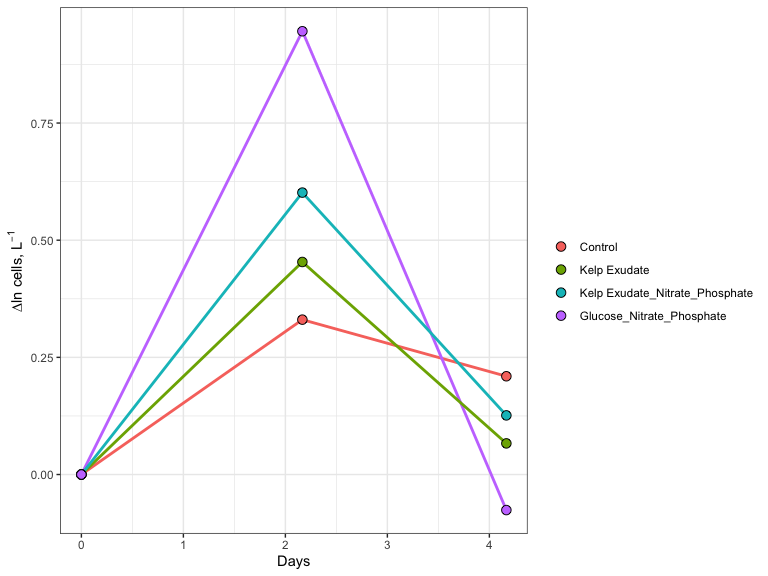 0.75
0.50
0.25
0.00
Δln cells, L⁻¹
0 1 2 3 4
Days
Control
Kelp Exudate
Kelp Exudate_Nitrate_Phosphate
Glucose_Nitrate_Phosphate